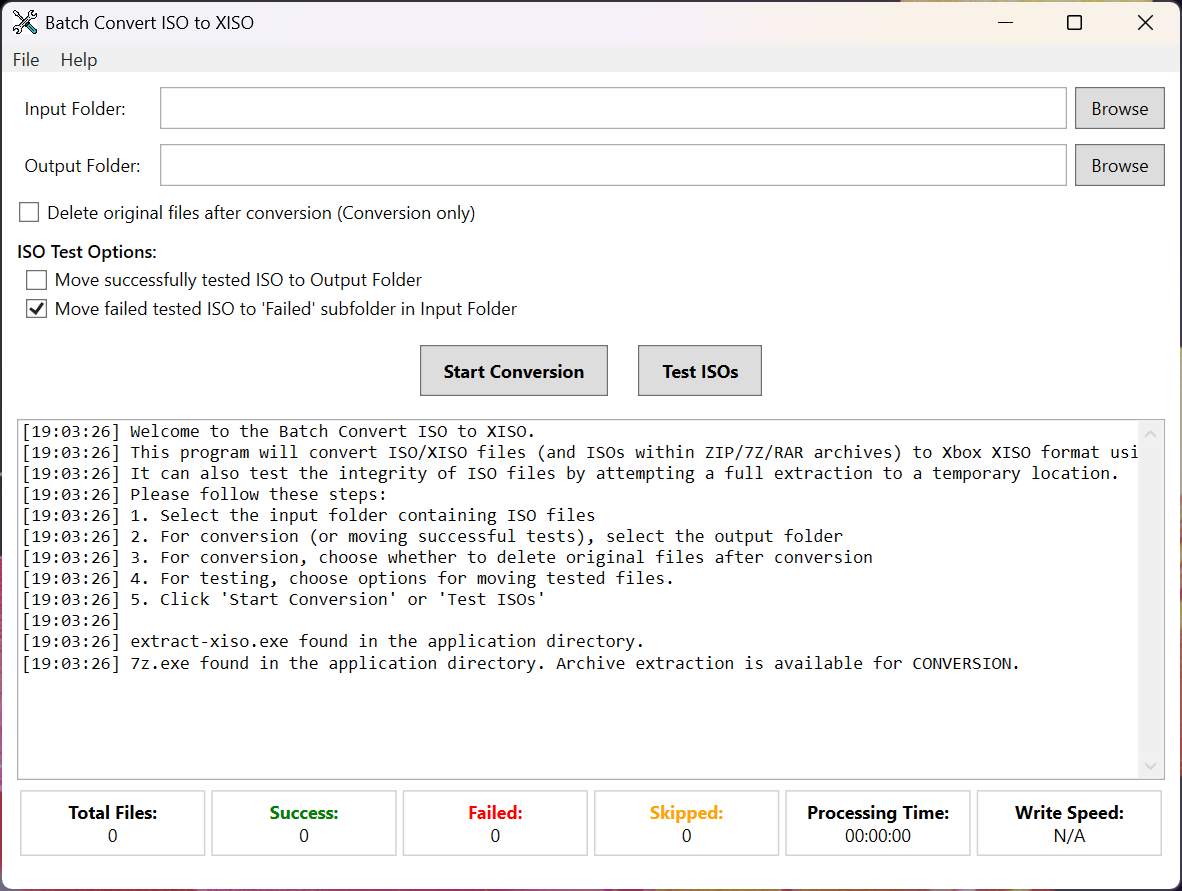 Batch Convert ISO to XISO
File Help
Input Folder: Browse
Output Folder: Browse
Delete original files after conversion (Conversion only)
ISO Test Options:
Move successfully tested ISO to Output Folder
Move failed tested ISO to 'Failed' subfolder in Input Folder
Start Conversion Test ISOs
[19:03:26] Welcome to the Batch Convert ISO to XISO.
[19:03:26] This program will convert ISO/XISO files (and ISOs within ZIP/7Z/RAR archives) to Xbox XISO format usi
[19:03:26] It can also test the integrity of ISO files by attempting a full extraction to a temporary location.
[19:03:26] Please follow these steps:
[19:03:26] 1. Select the input folder containing ISO files
[19:03:26] 2. For conversion (or moving successful tests), select the output folder
[19:03:26] 3. For conversion, choose whether to delete original files after conversion
[19:03:26] 4. For testing, choose options for moving tested files.
[19:03:26] 5. Click 'Start Conversion' or 'Test ISOs'
[19:03:26]
[19:03:26] extract-xiso.exe found in the application directory.
[19:03:26] 7z.exe found in the application directory. Archive extraction is available for CONVERSION.
Total Files: Success: Failed: Skipped: Processing Time: Write Speed:
0 0 0 0 00:00:00 N/A